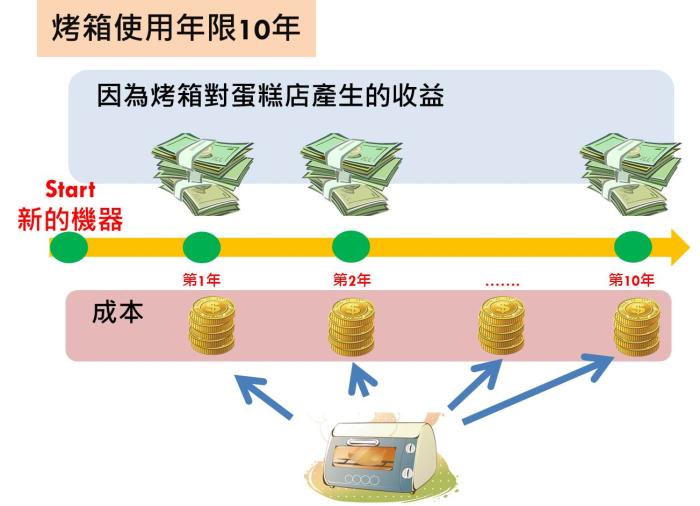 烤箱使用年限10年
因為烤箱對蛋糕店產生的收益
Start
新的機器
第1年
第2年
.......
第10年
成本